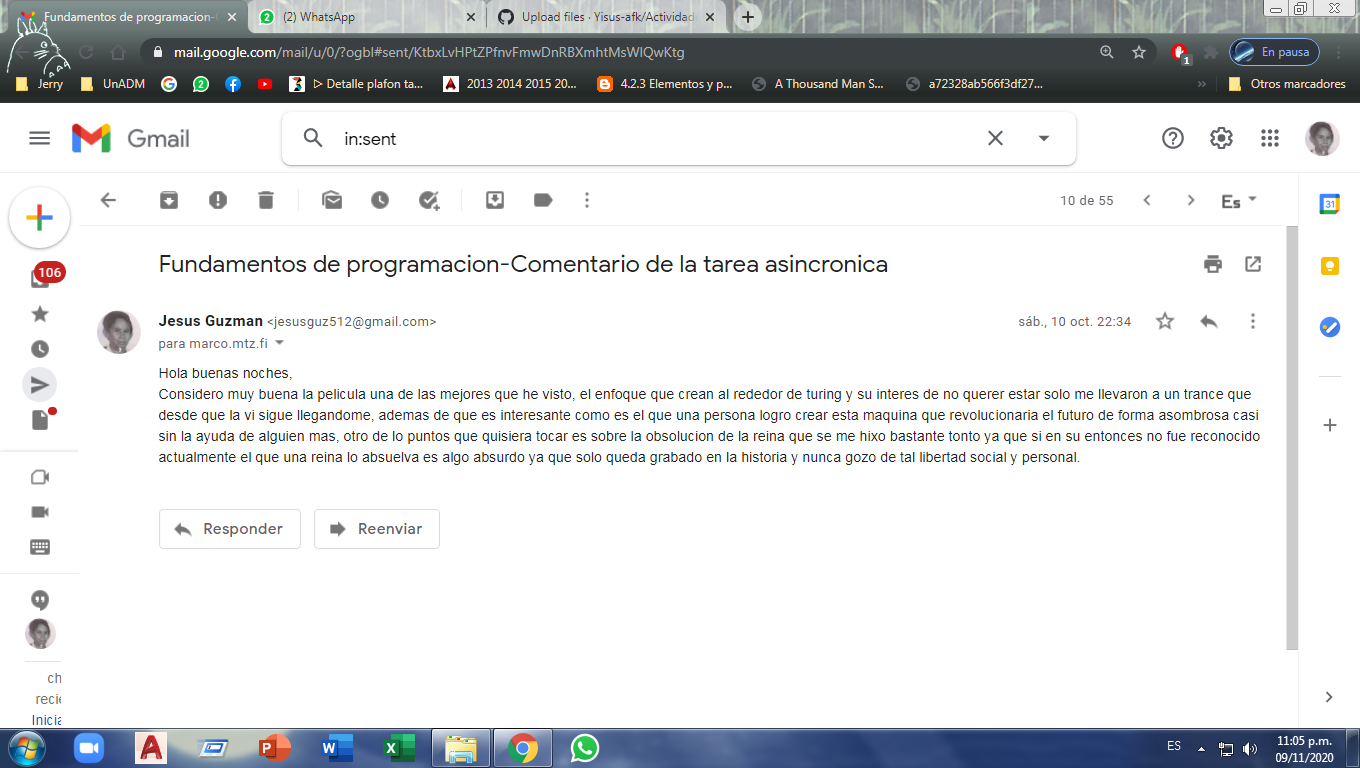 Fundamentos de programacion-C
(2) WhatsApp
Upload files · Yisus-afk/Actividad
mail.google.com/mail/u/0/?ogbl#sent/KtbxLvHPtZPfnvFmwDnRBXmhtMsWlQwKtg
1
En pausa
Jerry
UnADM
2
▷ Detalle plafon ta...
2013 2014 2015 20...
4.2.3 Elementos y p...
A Thousand Man S...
a72328ab566f3df27...
»
Otros marcadores
Gmail
in:sent
10 de 55
Es
31
106
Fundamentos de programacion-Comentario de la tarea asincronica
Jesus Guzman <jesusguz512@gmail.com>
sáb., 10 oct. 22:34
para marco.mtz.fi
Hola buenas noches,
Considero muy buena la pelicula una de las mejores que he visto, el enfoque que crean al rededor de turing y su interes de no querer estar solo me llevaron a un trance que
desde que la vi sigue llegandome, ademas de que es interesante como es el que una persona logro crear esta maquina que revolucionaria el futuro de forma asombrosa casi
sin la ayuda de alguien mas, otro de lo puntos que quisiera tocar es sobre la obsolucion de la reina que se me hixo bastante tonto ya que si en su entonces no fue reconocido
actualmente el que una reina lo absuelva es algo absurdo ya que solo queda grabado en la historia y nunca gozo de tal libertad social y personal.
Responder
Reenviar
ch
recie
Inicia
ES
11:05 p.m.
09/11/2020